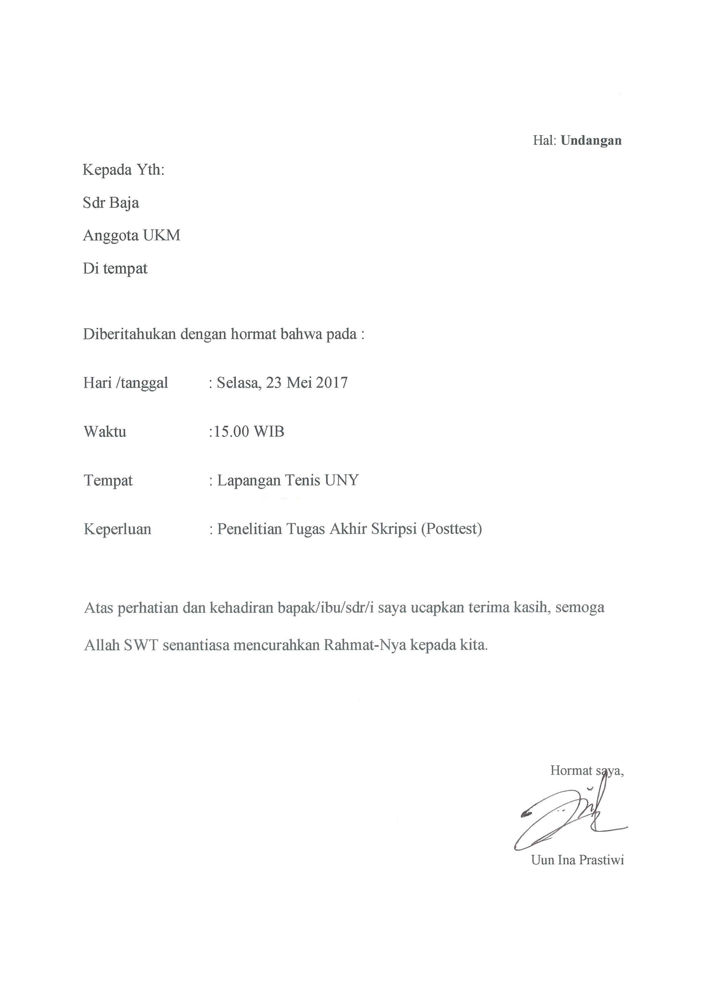 Hal: Undangan
Kepada Yth:
Sdr Baja
Anggota UKM
Di tempat
Diberitahukan dengan hormat bahwa pada :
Hari /tanggal : Selasa, 23 Mei 2017
Waktu :15.00 WIB
Tempat : Lapangan Tenis UNY
Keperluan : Penelitian Tugas Akhir Skripsi (Posttest)
Atas perhatian dan kehadiran bapak/ibu/sdr/i saya ucapkan terima kasih, semoga
Allah SWT senantiasa mencurahkan Rahmat-Nya kepada kita.
Hormat saya,
Uun Ina Prastiwi